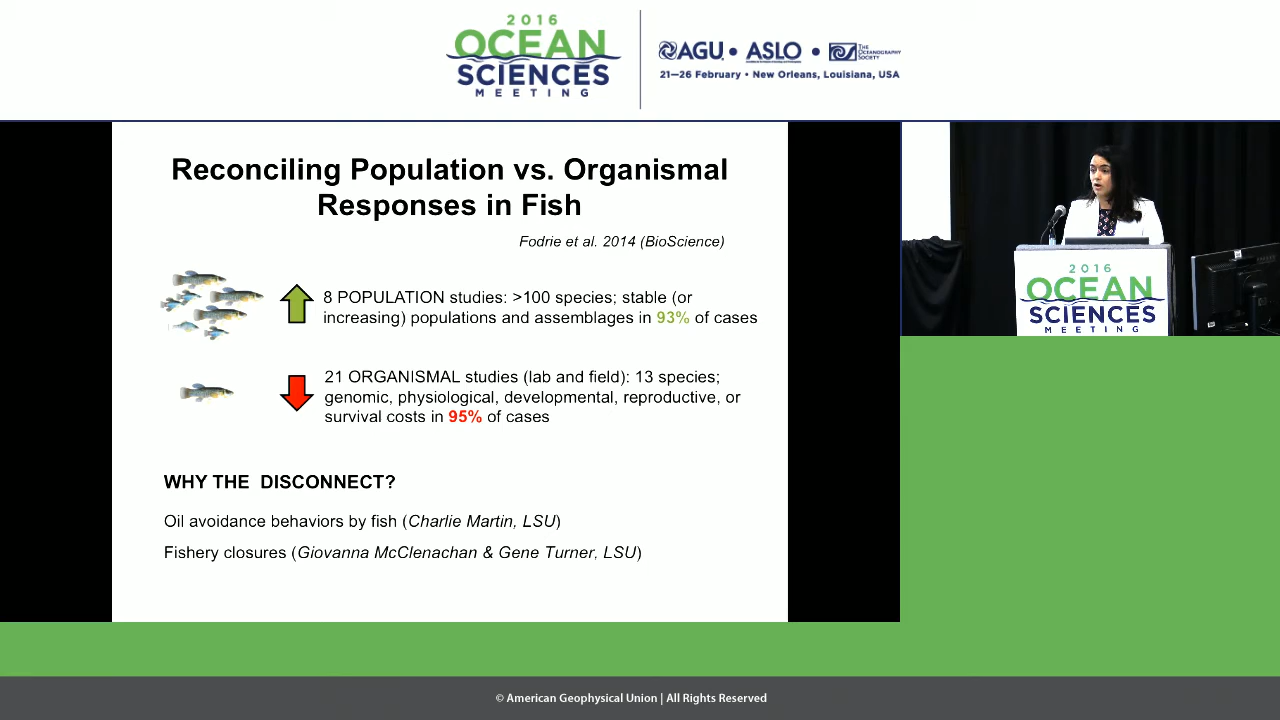 2016
OCEAN
SCIENCES
MEETING
AGU • ASLO • THE OCEANOGRAPHY SOCIETY
21–26 February • New Orleans, Louisiana, USA
Reconciling Population vs. Organismal
Responses in Fish
Fodrie et al. 2014 (BioScience)
8 POPULATION studies: >100 species; stable (or
increasing) populations and assemblages in 93% of cases
21 ORGANISMAL studies (lab and field): 13 species;
genomic, physiological, developmental, reproductive, or
survival costs in 95% of cases
WHY THE  DISCONNECT?
Oil avoidance behaviors by fish (Charlie Martin, LSU)
Fishery closures (Giovanna McClenachan & Gene Turner, LSU)
2016
OCEAN
SCIENCES
MEETING
© American Geophysical Union | All Rights Reserved